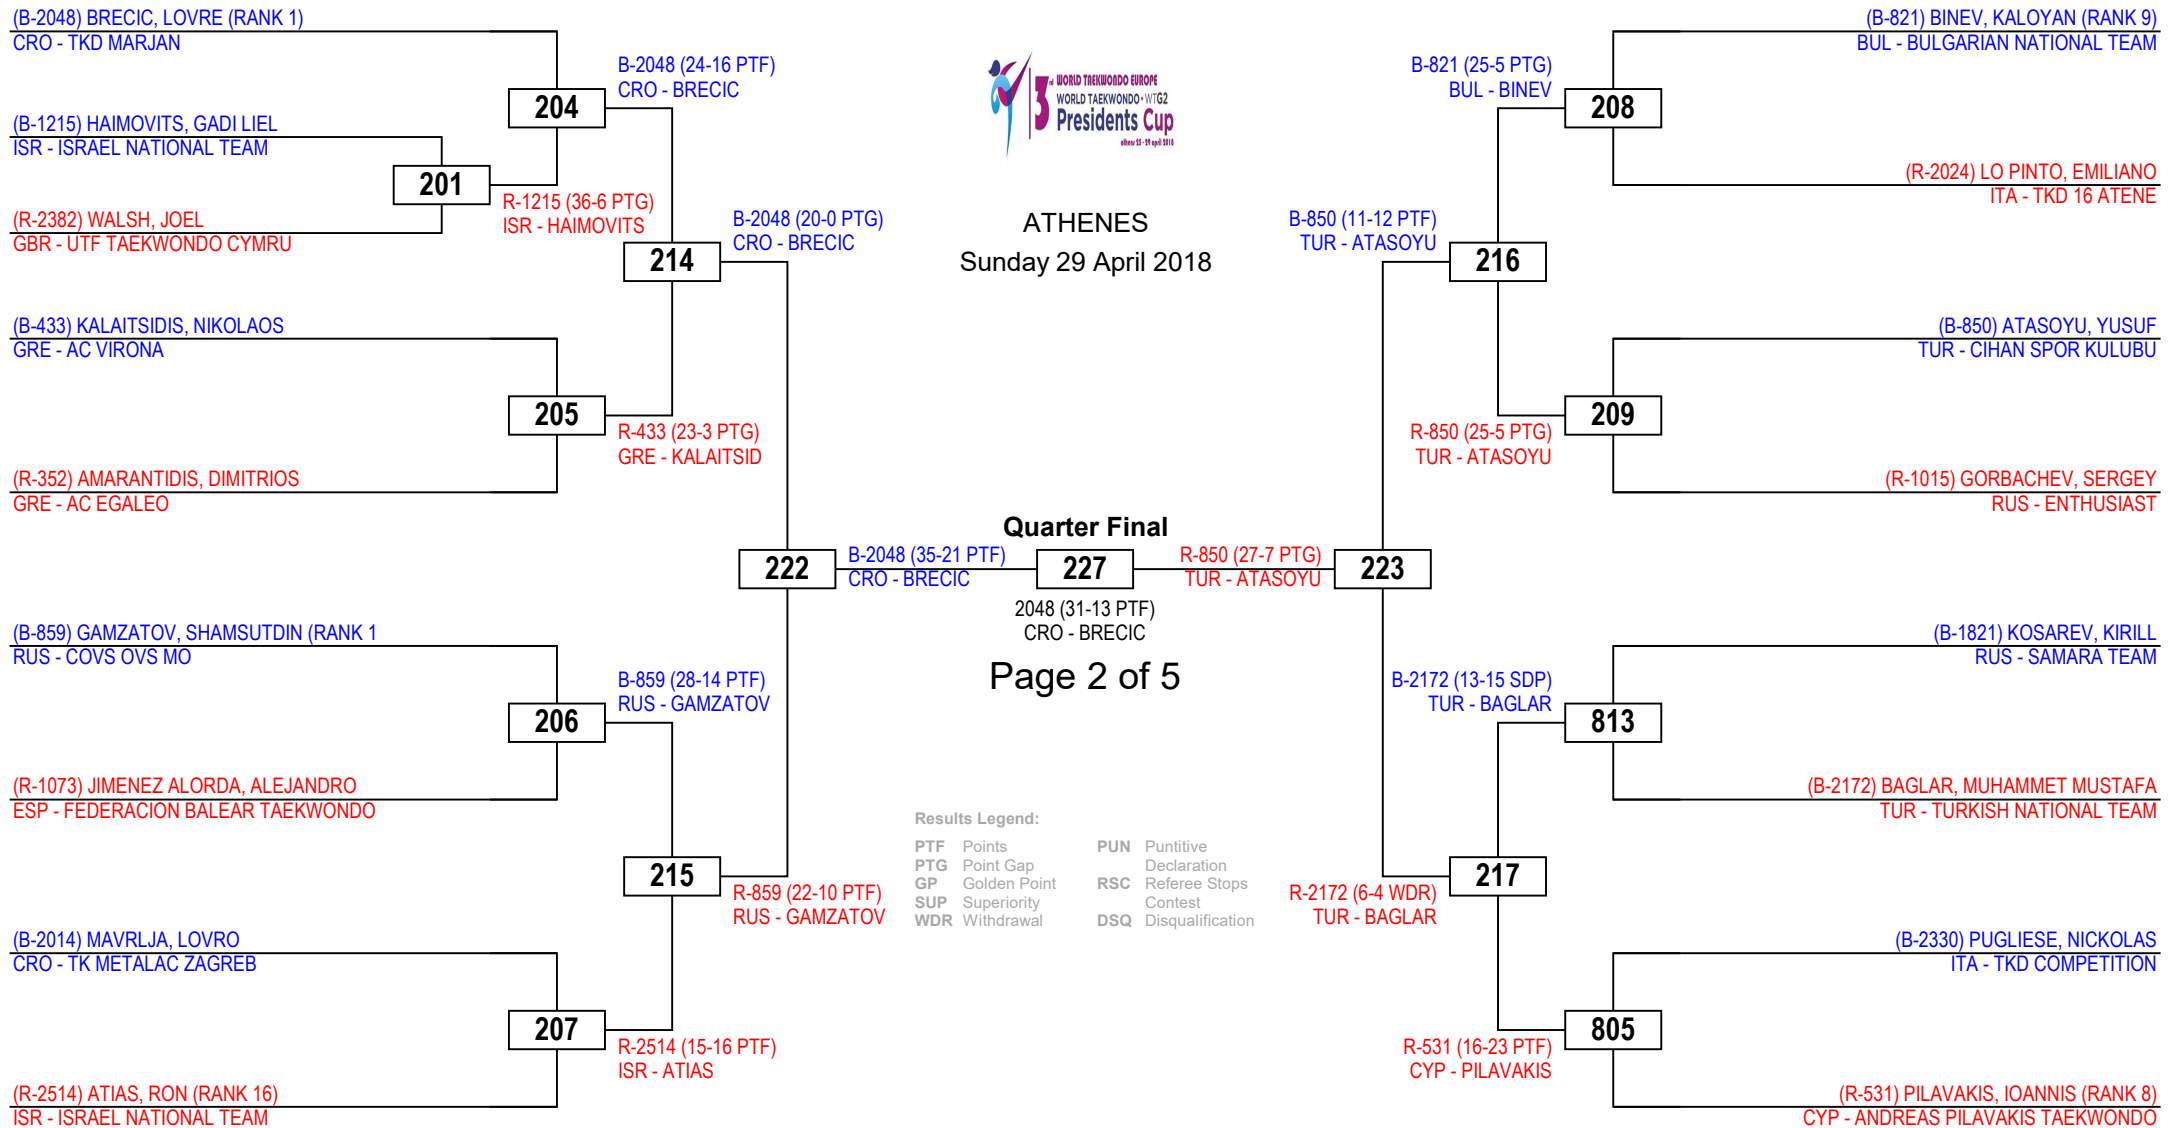 (B-2048) BRECIC, LOVRE (RANK 1)
CRO - TKD MARJAN
(B-1215) HAIMOVITS, GADI LIEL
ISR - ISRAEL NATIONAL TEAM
(R-2382) WALSH, JOEL
GBR - UTF TAEKWONDO CYMRU
(B-433) KALAITSIDIS, NIKOLAOS
GRE - AC VIRONA
(R-352) AMARANTIDIS, DIMITRIOS
GRE - AC EGALEO
(B-859) GAMZATOV, SHAMSUTDIN (RANK 1
RUS - COVS OVS MO
(R-1073) JIMENEZ ALORDA, ALEJANDRO
ESP - FEDERACION BALEAR TAEKWONDO
(B-2014) MAVRLJA, LOVRO
CRO - TK METALAC ZAGREB
(R-2514) ATIAS, RON (RANK 16)
ISR - ISRAEL NATIONAL TEAM
201
R-1215 (36-6 PTG)
ISR - HAIMOVITS
204
B-2048 (24-16 PTF)
CRO - BRECIC
205
R-433 (23-3 PTG)
GRE - KALAITSID
206
B-859 (28-14 PTF)
RUS - GAMZATOV
207
R-2514 (15-16 PTF)
ISR - ATIAS
214
B-2048 (20-0 PTG)
CRO - BRECIC
215
R-859 (22-10 PTF)
RUS - GAMZATOV
222
B-2048 (35-21 PTF)
CRO - BRECIC
3rd WORLD TAEKWONDO EUROPE
WORLD TAEKWONDO • WTG2
Presidents Cup
athens 25 - 29 april 2018
ATHENES
Sunday 29 April 2018
Quarter Final
227
2048 (31-13 PTF)
CRO - BRECIC
Page 2 of 5
Results Legend:
PTF Points
PTG Point Gap
GP Golden Point
SUP Superiority
WDR Withdrawal
PUN Puntitive
Declaration
RSC Referee Stops
Contest
DSQ Disqualification
R-850 (27-7 PTG)
TUR - ATASOYU
223
B-850 (11-12 PTF)
TUR - ATASOYU
216
R-2172 (6-4 WDR)
TUR - BAGLAR
217
B-821 (25-5 PTG)
BUL - BINEV
208
R-850 (25-5 PTG)
TUR - ATASOYU
209
B-2172 (13-15 SDP)
TUR - BAGLAR
813
R-531 (16-23 PTF)
CYP - PILAVAKIS
805
(B-821) BINEV, KALOYAN (RANK 9)
BUL - BULGARIAN NATIONAL TEAM
(R-2024) LO PINTO, EMILIANO
ITA - TKD 16 ATENE
(B-850) ATASOYU, YUSUF
TUR - CIHAN SPOR KULUBU
(R-1015) GORBACHEV, SERGEY
RUS - ENTHUSIAST
(B-1821) KOSAREV, KIRILL
RUS - SAMARA TEAM
(B-2172) BAGLAR, MUHAMMET MUSTAFA
TUR - TURKISH NATIONAL TEAM
(B-2330) PUGLIESE, NICKOLAS
ITA - TKD COMPETITION
(R-531) PILAVAKIS, IOANNIS (RANK 8)
CYP - ANDREAS PILAVAKIS TAEKWONDO